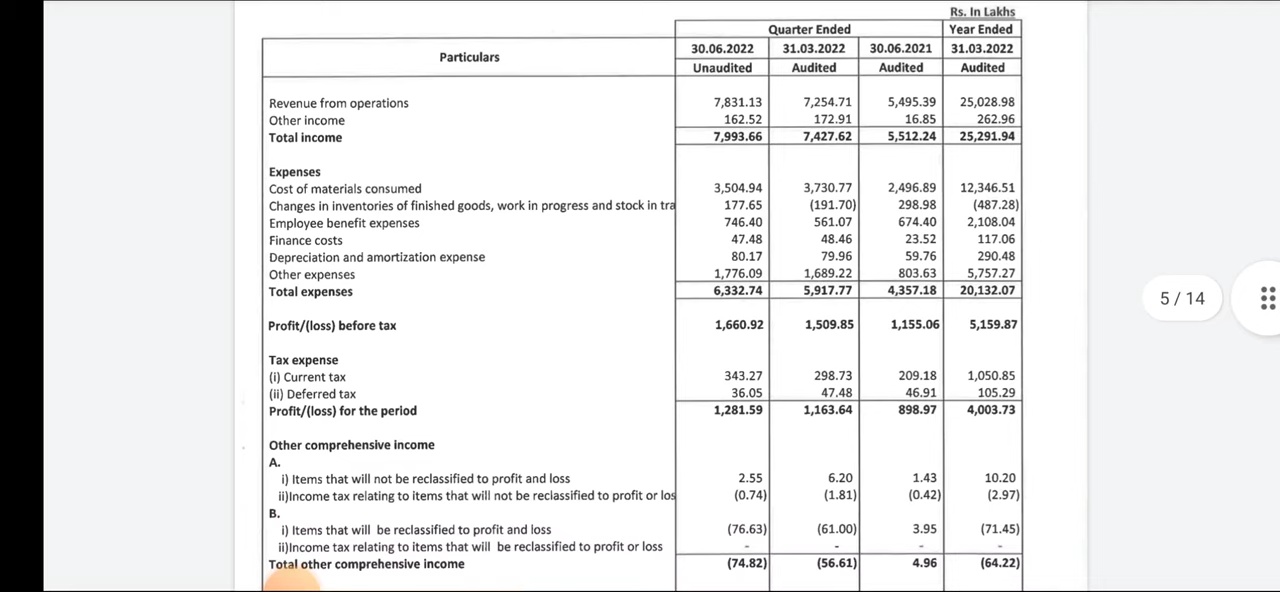 Rs. In Lakhs
Quarter Ended Year Ended
Particulars 30.06.2022 31.03.2022 30.06.2021 31.03.2022
Unaudited Audited Audited Audited
Revenue from operations 7,831.13 7,254.71 5,495.39 25,028.98
Other income 162.52 172.91 16.85 262.96
Total income 7,993.66 7,427.62 5,512.24 25,291.94
Expenses
Cost of materials consumed 3,504.94 3,730.77 2,496.89 12,346.51
Changes in inventories of finished goods, work in progress and stock in tra 177.65 (191.70) 298.98 (487.28)
Employee benefit expenses 746.40 561.07 674.40 2,108.04
Finance costs 47.48 48.46 23.52 117.06
Depreciation and amortization expense 80.17 79.96 59.76 290.48
Other expenses 1,776.09 1,689.22 803.63 5,757.27
Total expenses 6,332.74 5,917.77 4,357.18 20,132.07
5 / 14
Profit/(loss) before tax 1,660.92 1,509.85 1,155.06 5,159.87
Tax expense
(i) Current tax 343.27 298.73 209.18 1,050.85
(ii) Deferred tax 36.05 47.48 46.91 105.29
Profit/(loss) for the period 1,281.59 1,163.64 898.97 4,003.73
Other comprehensive income
A.
i) Items that will not be reclassified to profit and loss 2.55 6.20 1.43 10.20
ii)Income tax relating to items that will not be reclassified to profit or los (0.74) (1.81) (0.42) (2.97)
B.
i) Items that will be reclassified to profit and loss (76.63) (61.00) 3.95 (71.45)
ii)Income tax relating to items that will be reclassified to profit or loss - - - -
Total other comprehensive income (74.82) (56.61) 4.96 (64.22)